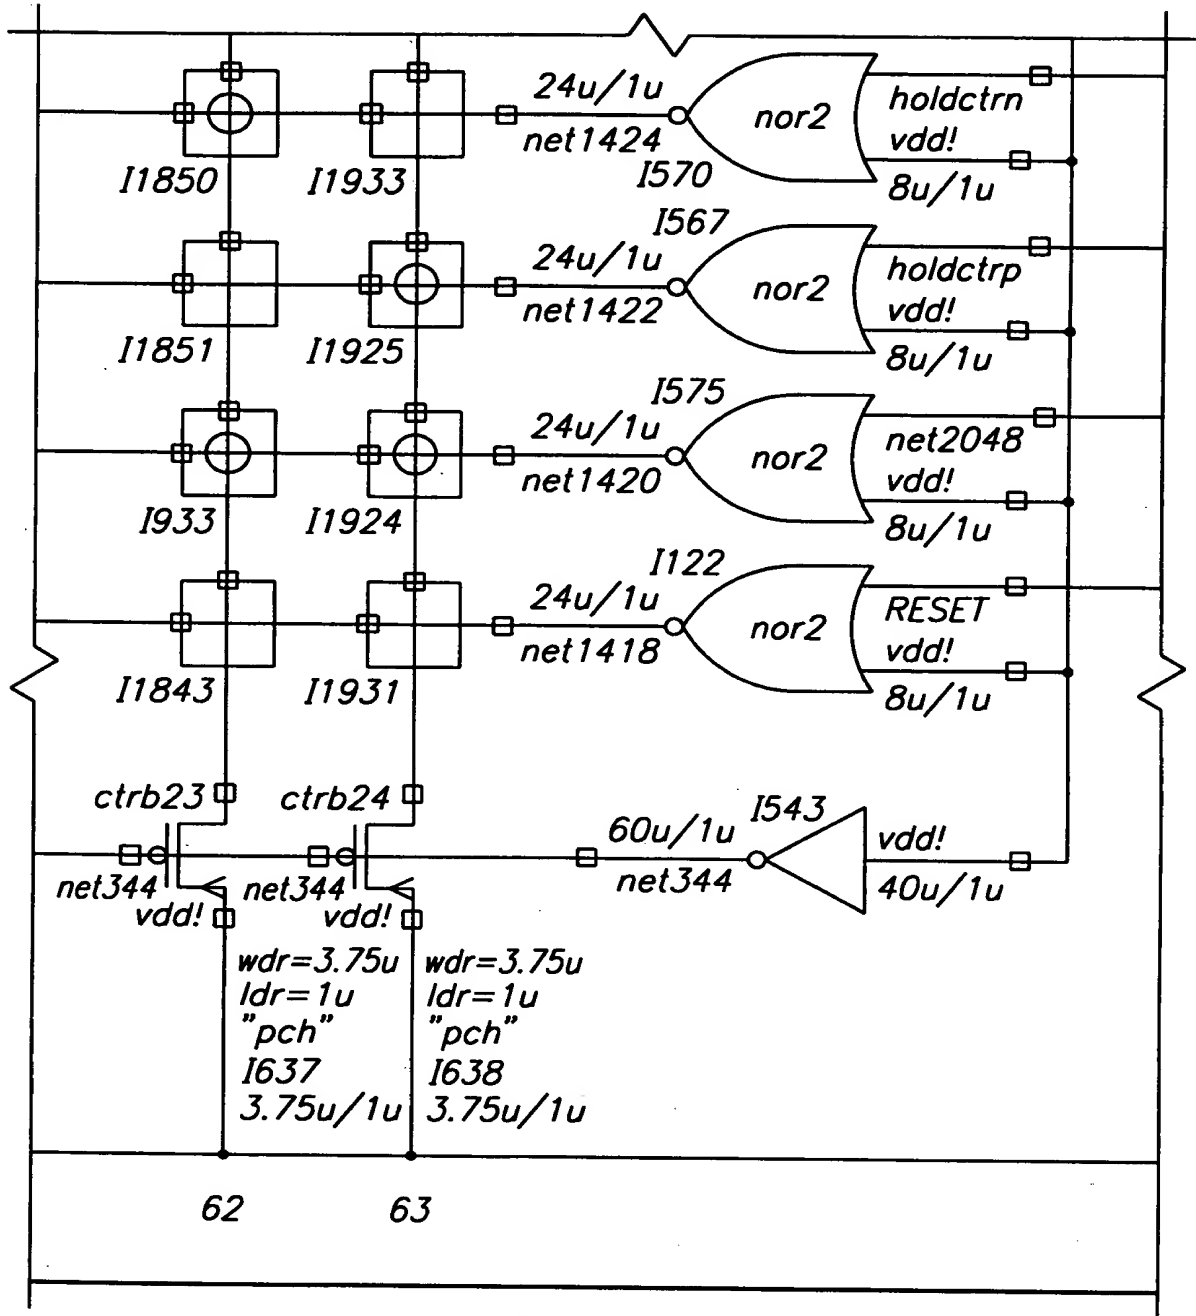 24u/1u
nor2
holdctrn
net1424
vdd!
I1850
I1933
I570
8u/1u
I567
24u/1u
nor2
holdctrp
net1422
vdd!
I1851
I1925
8u/1u
I575
24u/1u
nor2
net2048
net1420
vdd!
I933
I1924
8u/1u
I122
24u/1u
nor2
RESET
net1418
vdd!
I1843
I1931
8u/1u
ctrb23
ctrb24
I543
60u/1u
vdd!
net344
net344
net344
40u/1u
vdd!
vdd!
wdr=3.75u
ldr=1u
"pch"
I637
3.75u/1u
wdr=3.75u
ldr=1u
"pch"
I638
3.75u/1u
62
63